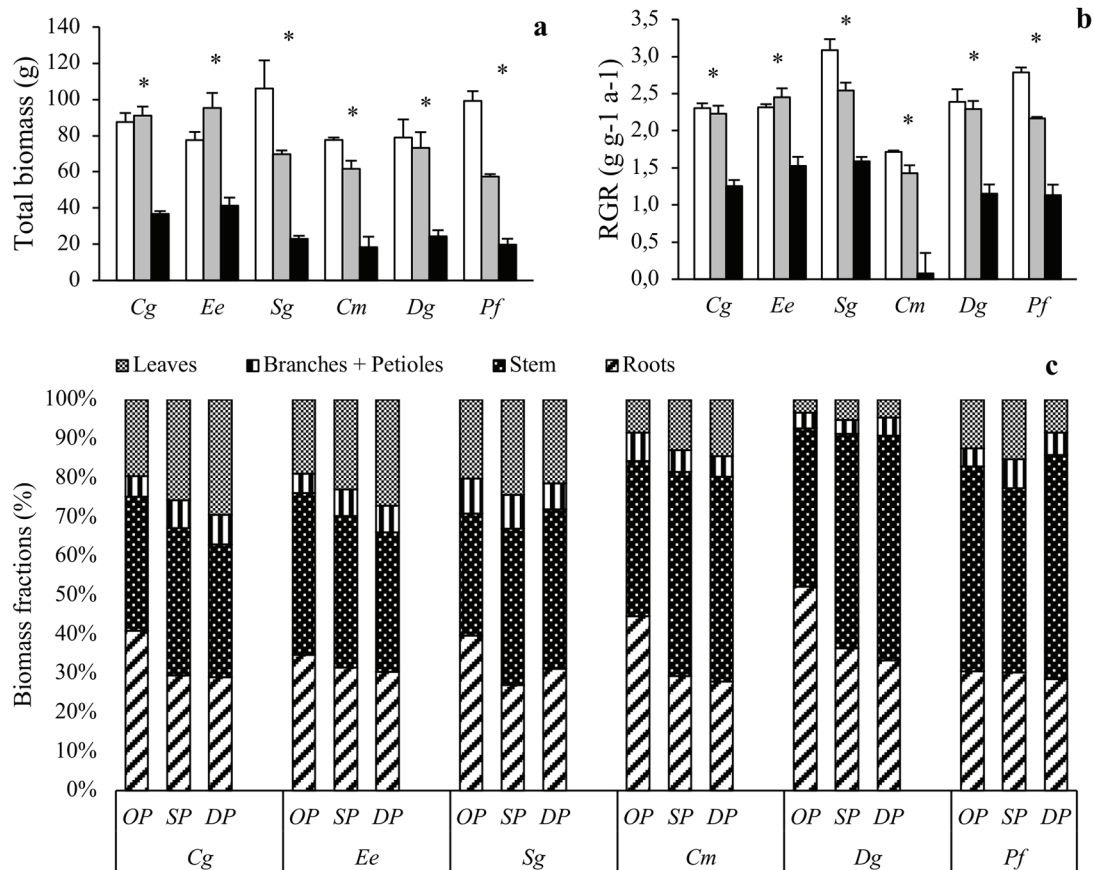 a
Total biomass (g)
140
120
100
80
60
40
20
0
* * * * * *
Cg Ee Sg Cm Dg Pf
b
RGR (g g-1 a-1)
3,5
3,0
2,5
2,0
1,5
1,0
0,5
0,0
* * * * * *
Cg Ee Sg Cm Dg Pf
Leaves Branches + Petioles Stem Roots
c
Biomass fractions (%)
100%
90%
80%
70%
60%
50%
40%
30%
20%
10%
0%
OP SP DP OP SP DP OP SP DP OP SP DP OP SP DP OP SP DP
Cg Ee Sg Cm Dg Pf